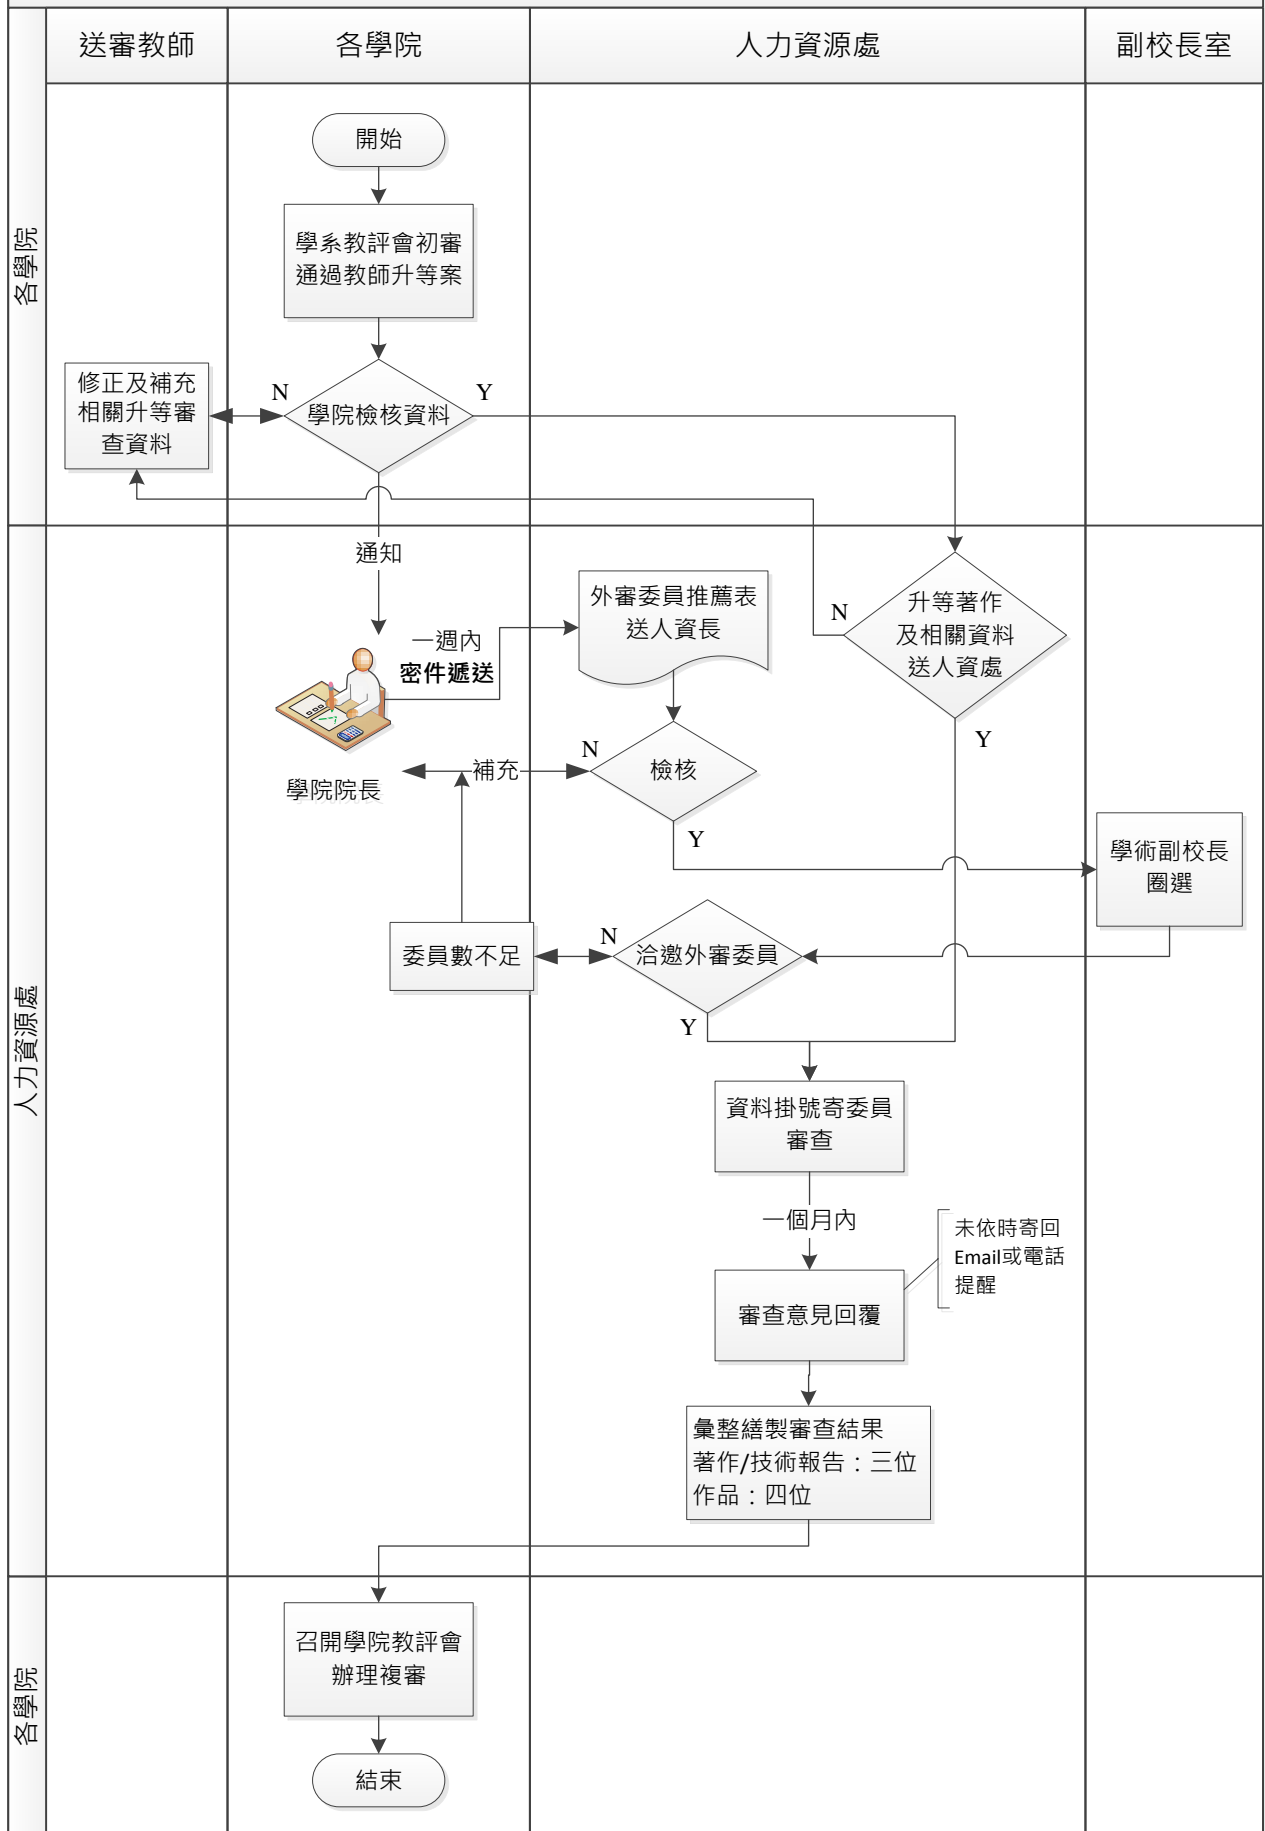 送審教師
各學院
人力資源處
副校長室
各學院
開始
學系教評會初審
通過教師升等案
修正及補充
相關升等審
查資料
N
學院檢核資料
Y
人力資源處
通知
一週內
密件遞送
學院院長
外審委員推薦表
送人資長
N
升等著作
及相關資料
送人資處
Y
補充
N
檢核
Y
學術副校長
圈選
委員數不足
N
洽邀外審委員
Y
資料掛號寄委員
審查
一個月內
審查意見回覆
未依時寄回
Email或電話
提醒
彙整繕製審查結果
著作/技術報告：三位
作品：四位
各學院
召開學院教評會
辦理複審
結束